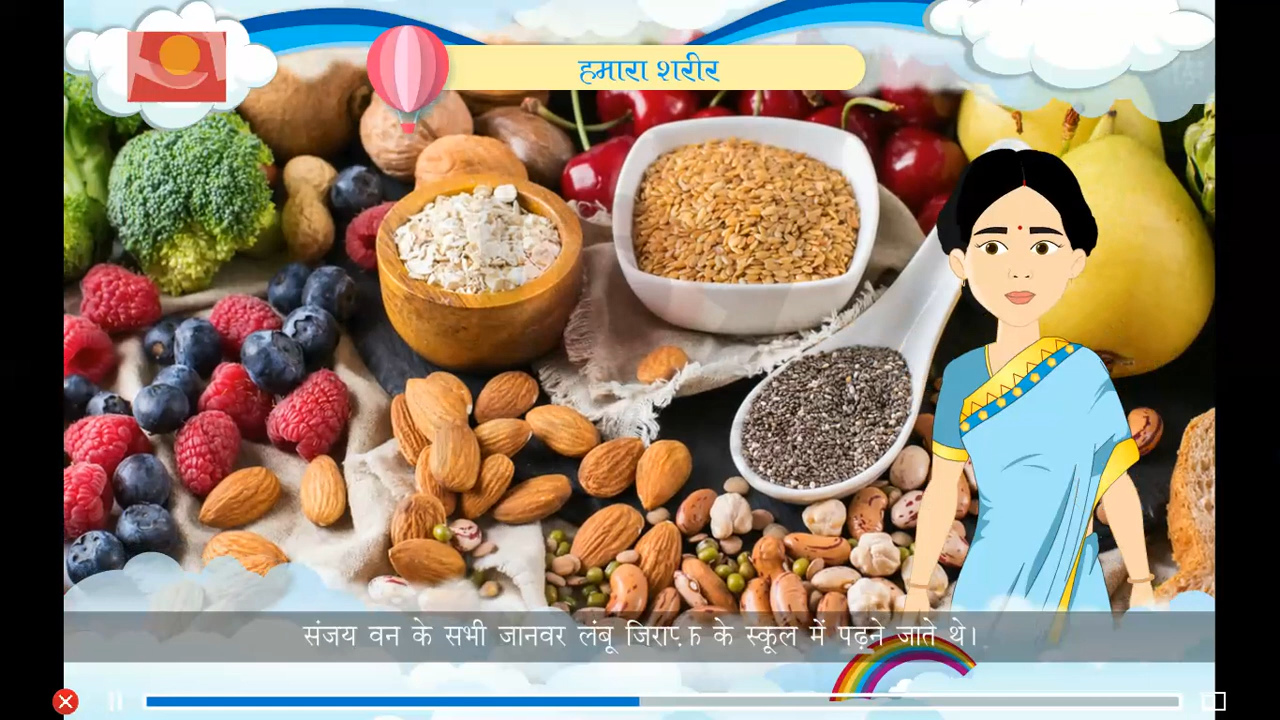 हमारा शरीर
संजय वन के सभी जानवर लंबू जिराफ़ के स्कूल में पढ़ने जाते थे।